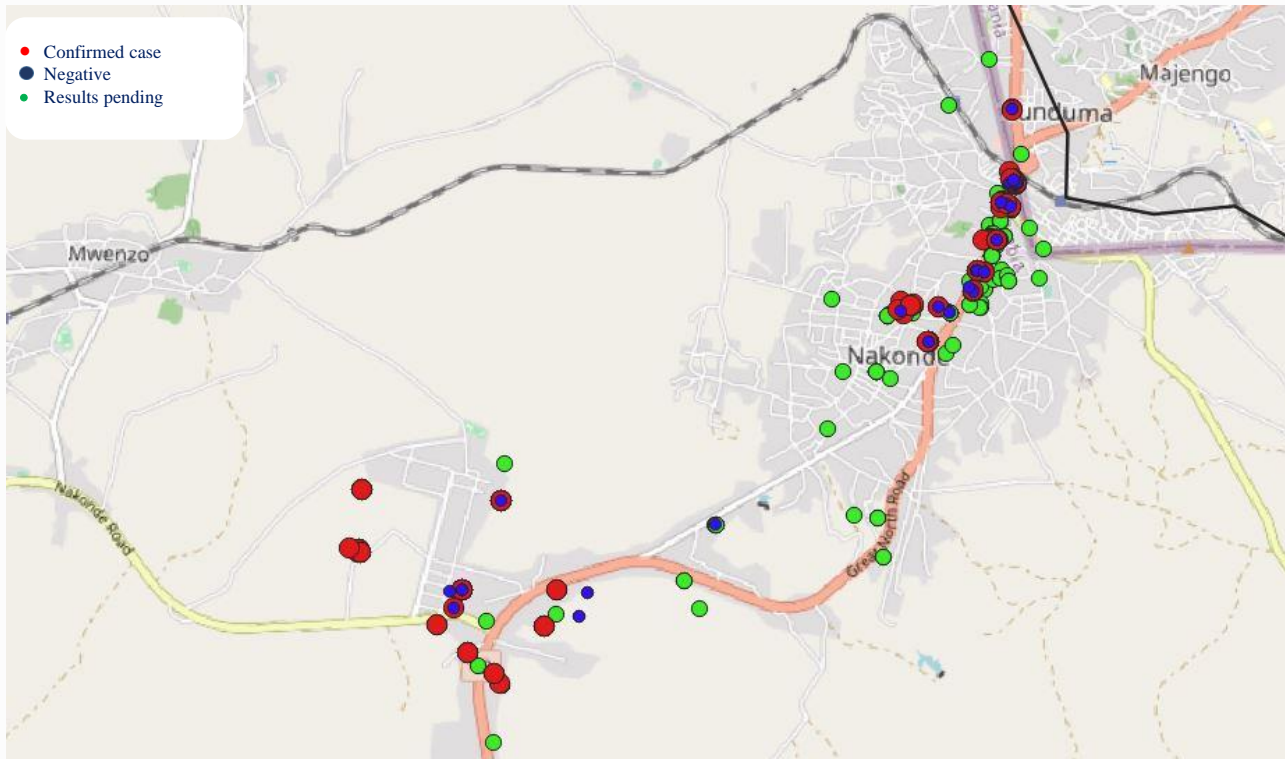 Confirmed case
Negative
Results pending
Majengo
unduma
Mwenzo
Nakonde
Nakonde Road
Great North Road